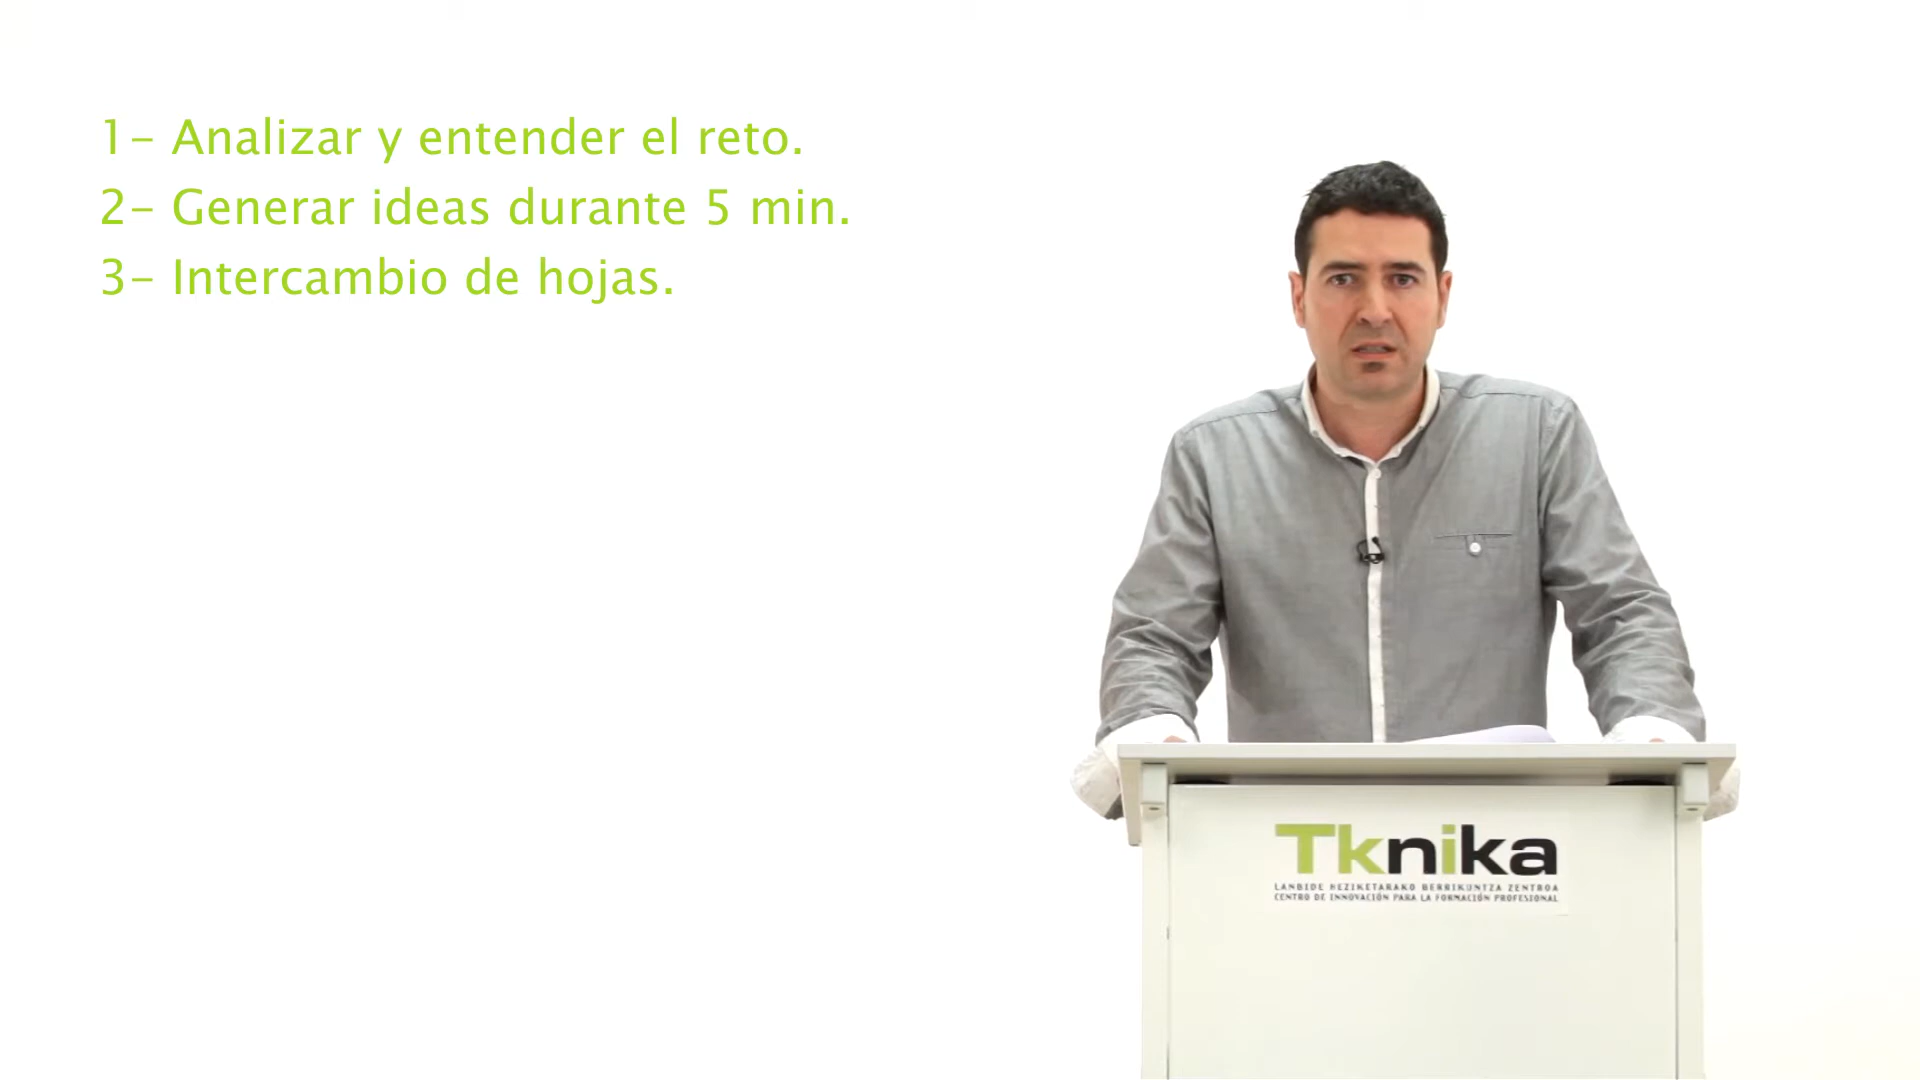 1- Analizar y entender el reto.
2- Generar ideas durante 5 min.
3- Intercambio de hojas.
Tknika
LANBIDE HEZIKETARAKO BERRIKUNTZA ZENTROA
CENTRO DE INNOVACIÓN PARA LA FORMACIÓN PROFESIONAL